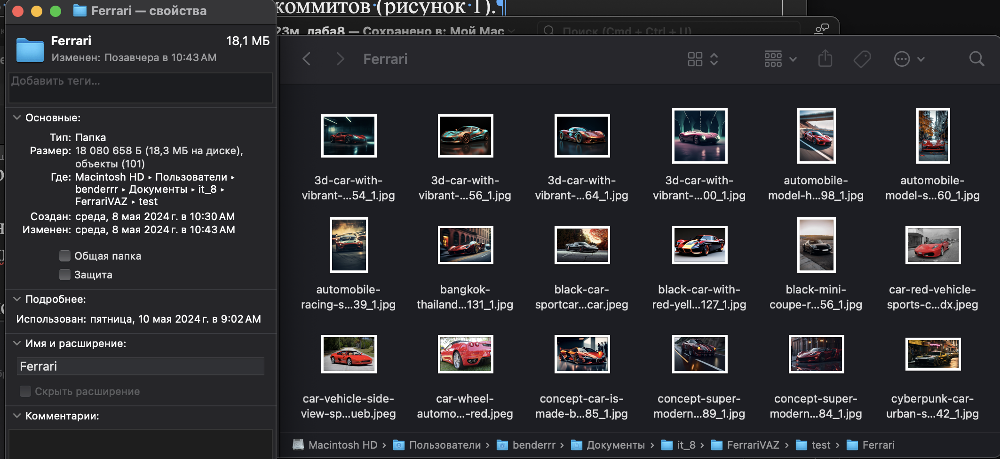 коммитов·(рисунок·1).¶
23м_лаба8 — Сохранено в: Мой Mac
Поиск (Cmd + Ctrl + U)
Ferrari — свойства
Ferrari
18,1 МБ
Изменен: Позавчера в 10:43 AM
Добавить теги...
Основные:
Тип: Папка
Размер: 18 080 658 Б (18,3 МБ на диске),
объекты (101)
Где: Macintosh HD ▸ Пользователи ▸
benderrr ▸ Документы ▸ it_8 ▸
FerrariVAZ ▸ test
Создан: среда, 8 мая 2024 г. в 10:30 AM
Изменен: среда, 8 мая 2024 г. в 10:43 AM
Общая папка
Защита
Подробнее:
Использован: пятница, 10 мая 2024 г. в 9:02 AM
Имя и расширение:
Ferrari
Скрыть расширение
Комментарии:
Ferrari
3d-car-with-
vibrant-...54_1.jpg
3d-car-with-
vibrant-...56_1.jpg
3d-car-with-
vibrant-...64_1.jpg
3d-car-with-
vibrant-...00_1.jpg
automobile-
model-h...98_1.jpg
automobile-
model-s...60_1.jpg
automobile-
racing-s...39_1.jpg
bangkok-
thailand...131_1.jpg
black-car-
sportcar...car.jpeg
black-car-with-
red-yell...127_1.jpg
black-mini-
coupe-r...56_1.jpg
car-red-vehicle-
sports-c...dx.jpeg
car-vehicle-side-
view-sp...ueb.jpeg
car-wheel-
automo...-red.jpeg
concept-car-is-
made-b...85_1.jpg
concept-super-
modern...89_1.jpg
concept-super-
modern...84_1.jpg
cyberpunk-car-
urban-s...42_1.jpg
Macintosh HD › Пользователи › benderrr › Документы › it_8 › FerrariVAZ › test › Ferrari